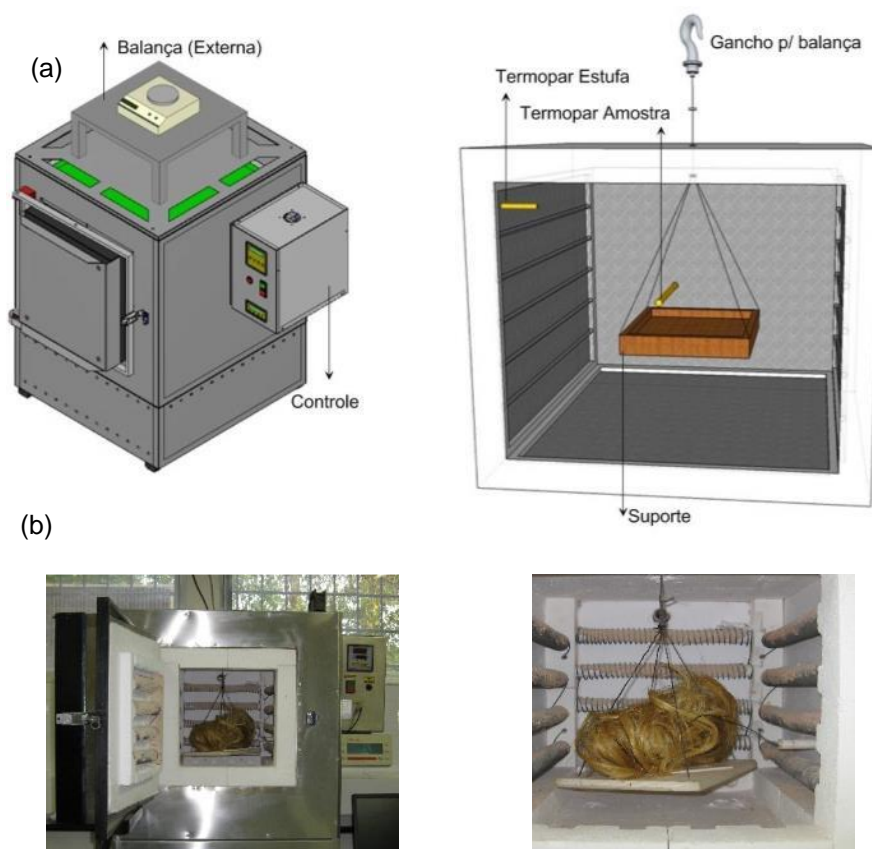 (a)
Balança (Externa)
Controle
Gancho p/ balança
Termopar Estufa
Termopar Amostra
Suporte
(b)